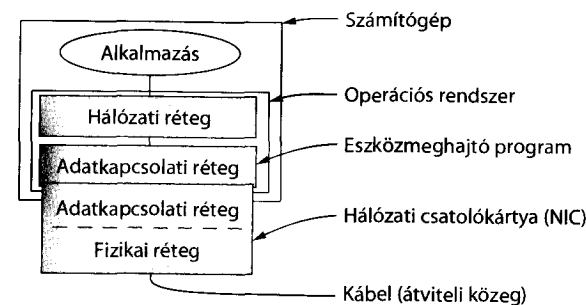 Számítógép
Alkalmazás
Operációs rendszer
Hálózati réteg
Eszközmeghajtó program
Adatkapcsolati réteg
Adatkapcsolati réteg
Hálózati csatolókártya (NIC)
Fizikai réteg
Kábel (átviteli közeg)